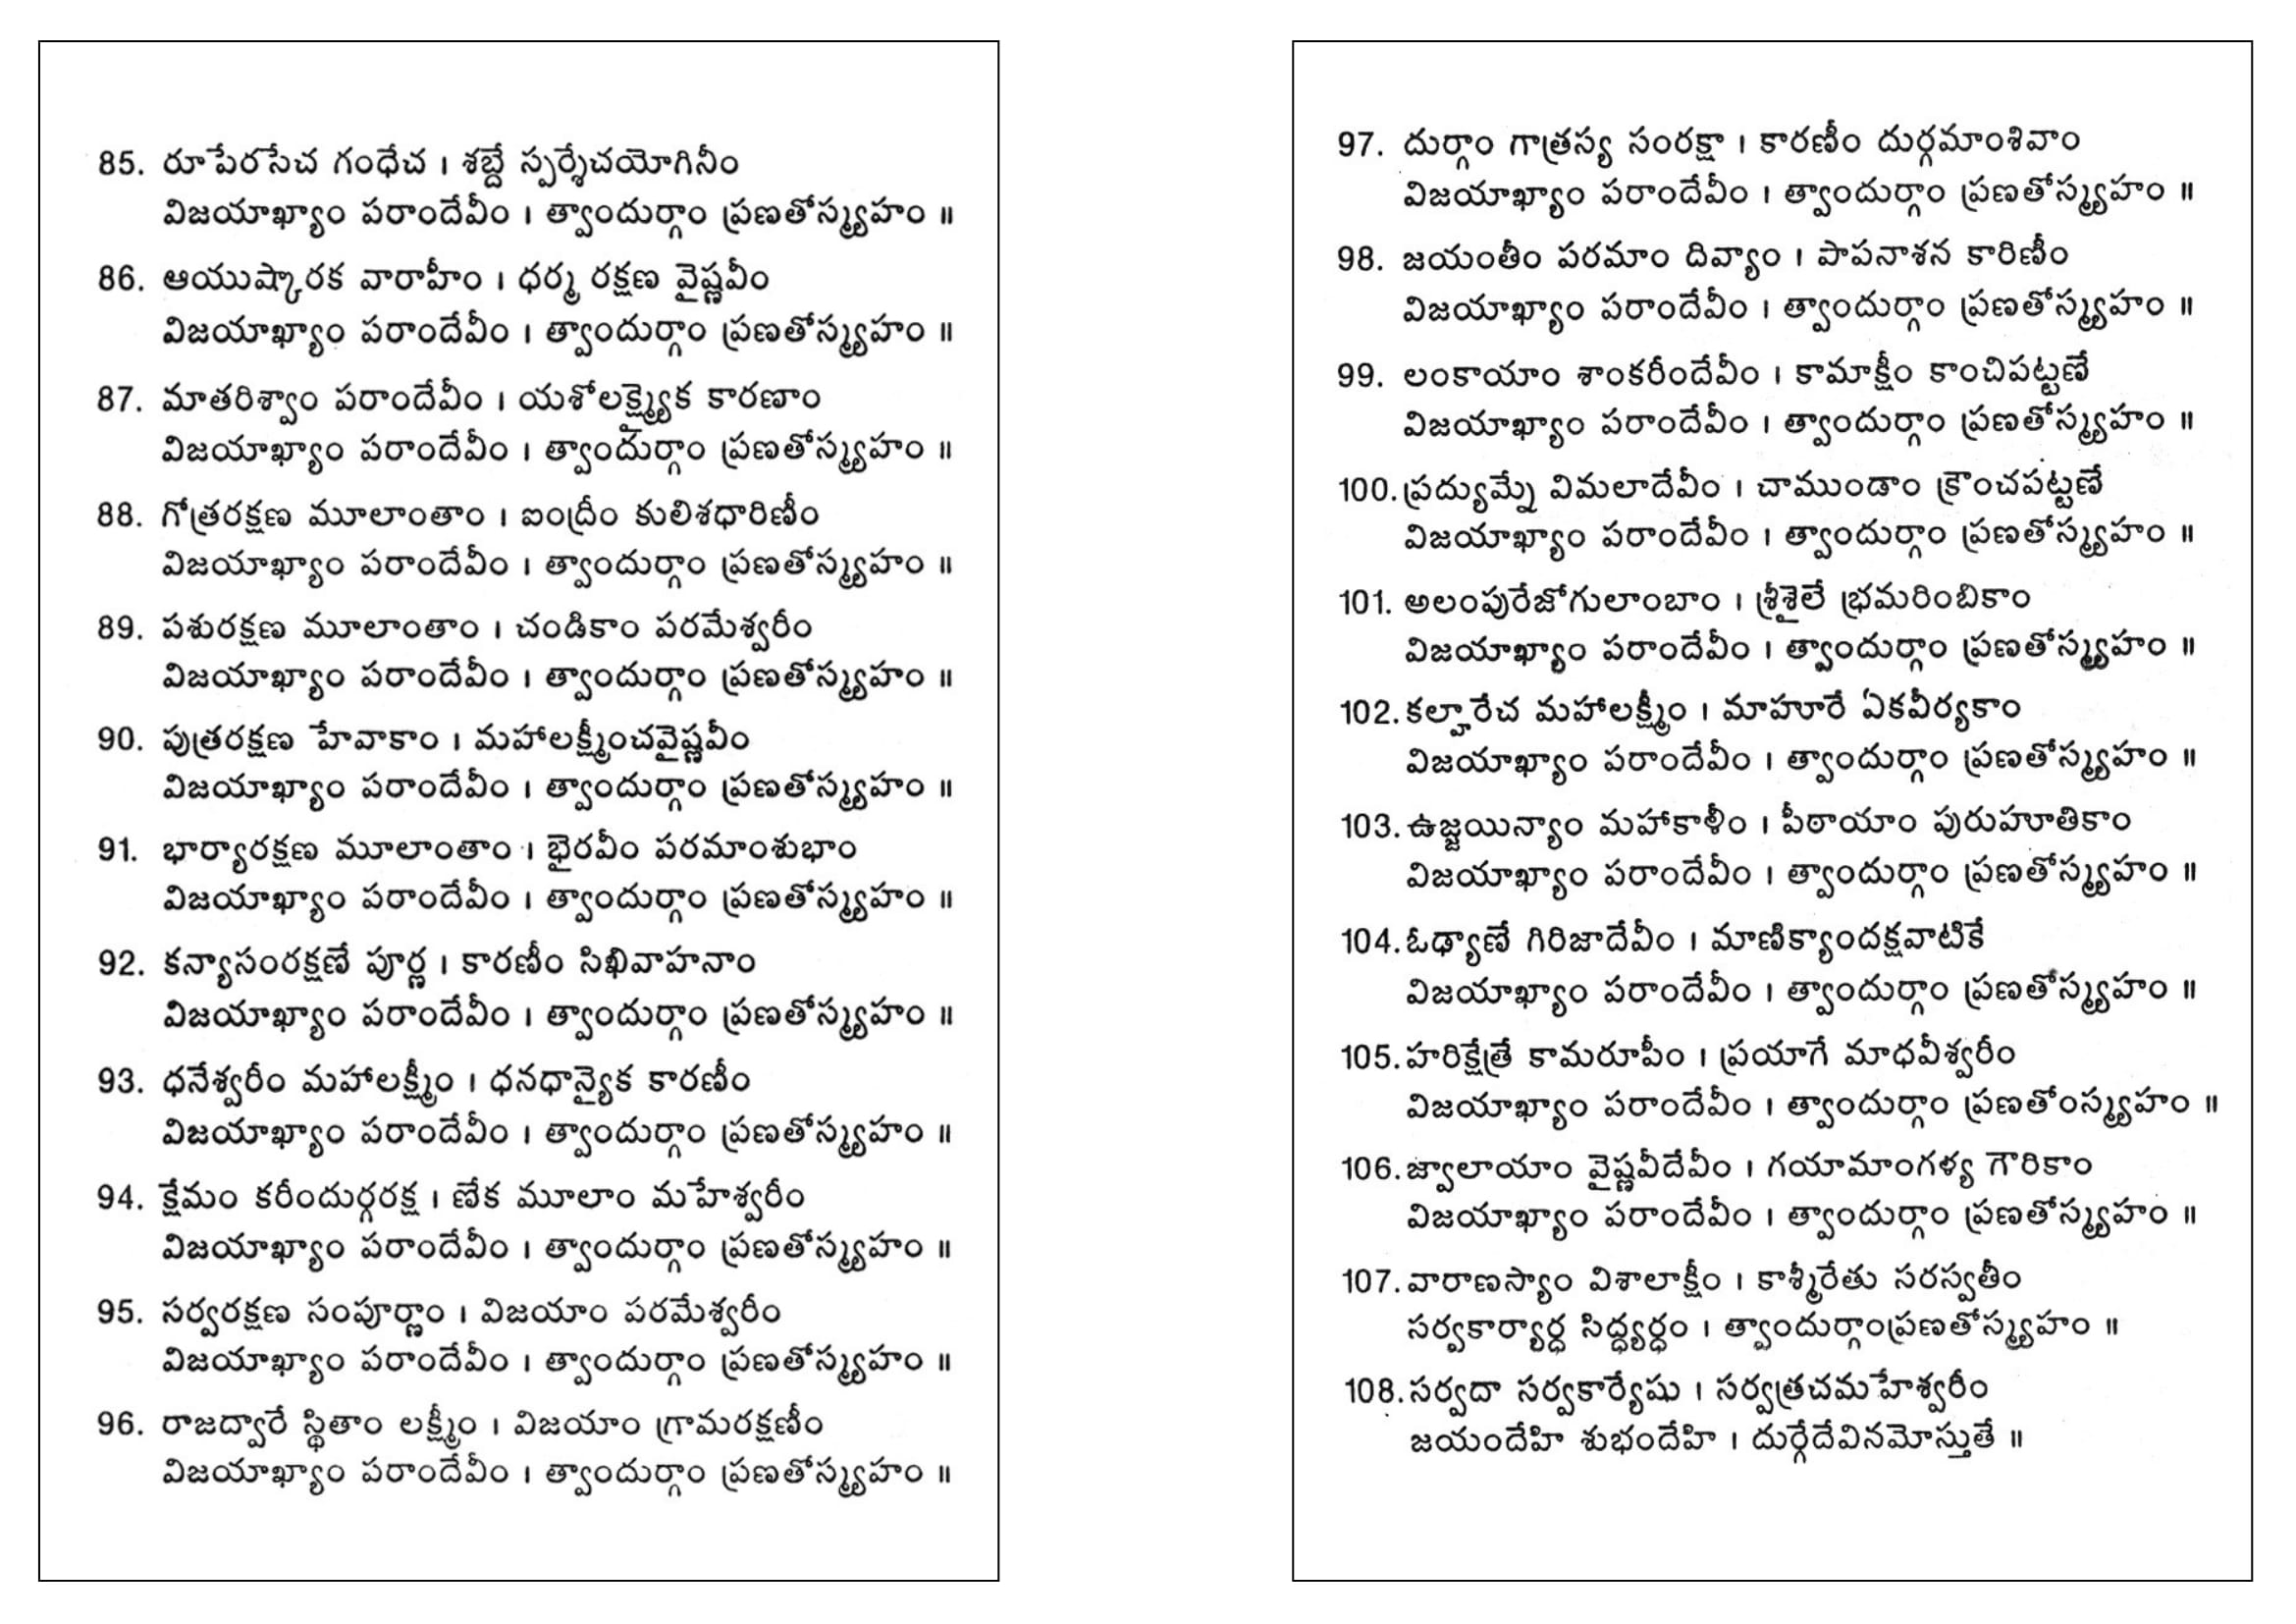 85. రూపేరసేచ గంధేచ । శబ్దే స్పర్శేచయోగినీం
విజయాఖ్యాం పరాందేవీం । త్వాందుర్గాం ప్రణతోస్మ్యహం ॥
86. ఆయుష్కారక వారాహీం । ధర్మ రక్షణ వైష్ణవీం
విజయాఖ్యాం పరాందేవీం । త్వాందుర్గాం ప్రణతోస్మ్యహం ॥
87. మాతరిశ్వాం పరాందేవీం । యశోలక్ష్మ్యైక కారణాం
విజయాఖ్యాం పరాందేవీం । త్వాందుర్గాం ప్రణతోస్మ్యహం ॥
88. గోత్రరక్షణ మూలాంతాం । ఐంద్రీం కులిశధారిణీం
విజయాఖ్యాం పరాందేవీం । త్వాందుర్గాం ప్రణతోస్మ్యహం ॥
89. పశురక్షణ మూలాంతాం । చండికాం పరమేశ్వరీం
విజయాఖ్యాం పరాందేవీం । త్వాందుర్గాం ప్రణతోస్మ్యహం ॥
90. పుత్రరక్షణ హేవాకాం । మహాలక్ష్మీంచవైష్ణవీం
విజయాఖ్యాం పరాందేవీం । త్వాందుర్గాం ప్రణతోస్మ్యహం ॥
91. భార్యారక్షణ మూలాంతాం । భైరవీం పరమాంశుభాం
విజయాఖ్యాం పరాందేవీం । త్వాందుర్గాం ప్రణతోస్మ్యహం ॥
92. కన్యాసంరక్షణే పూర్ణ । కారణీం సిఖివాహనాం
విజయాఖ్యాం పరాందేవీం । త్వాందుర్గాం ప్రణతోస్మ్యహం ॥
93. ధనేశ్వరీం మహాలక్ష్మీం । ధనధాన్యైక కారణీం
విజయాఖ్యాం పరాందేవీం । త్వాందుర్గాం ప్రణతోస్మ్యహం ॥
94. క్షేమం కరీందుర్గరక్ష । ణేక మూలాం మహేశ్వరీం
విజయాఖ్యాం పరాందేవీం । త్వాందుర్గాం ప్రణతోస్మ్యహం ॥
95. సర్వరక్షణ సంపూర్ణాం । విజయాం పరమేశ్వరీం
విజయాఖ్యాం పరాందేవీం । త్వాందుర్గాం ప్రణతోస్మ్యహం ॥
96. రాజద్వారే స్థితాం లక్ష్మీం । విజయాం గ్రామరక్షణీం
విజయాఖ్యాం పరాందేవీం । త్వాందుర్గాం ప్రణతోస్మ్యహం ॥
97. దుర్గాం గాత్రస్య సంరక్షా । కారణీం దుర్గమాంశివాం
విజయాఖ్యాం పరాందేవీం । త్వాందుర్గాం ప్రణతోస్మ్యహం ॥
98. జయంతీం పరమాం దివ్యాం । పాపనాశన కారిణీం
విజయాఖ్యాం పరాందేవీం । త్వాందుర్గాం ప్రణతోస్మ్యహం ॥
99. లంకాయాం శాంకరీందేవీం । కామాక్షీం కాంచిపట్టణే
విజయాఖ్యాం పరాందేవీం । త్వాందుర్గాం ప్రణతోస్మ్యహం ॥
100. ప్రద్యుమ్నే విమలాదేవీం । చాముండాం క్రౌంచపట్టణే
విజయాఖ్యాం పరాందేవీం । త్వాందుర్గాం ప్రణతోస్మ్యహం ॥
101. అలంపురేజోగులాంబాం । శ్రీశైలే భ్రమరింబికాం
విజయాఖ్యాం పరాందేవీం । త్వాందుర్గాం ప్రణతోస్మ్యహం ॥
102. కల్హారేచ మహాలక్ష్మీం । మాహూరే ఏకవీర్యకాం
విజయాఖ్యాం పరాందేవీం । త్వాందుర్గాం ప్రణతోస్మ్యహం ॥
103. ఉజ్జయిన్యాం మహాకాళీం । పీఠాయాం పురుహూతికాం
విజయాఖ్యాం పరాందేవీం । త్వాందుర్గాం ప్రణతోస్మ్యహం ॥
104. ఓఢ్యాణే గిరిజాదేవీం । మాణిక్యాందక్షవాటికే
విజయాఖ్యాం పరాందేవీం । త్వాందుర్గాం ప్రణతోస్మ్యహం ॥
105. హరిక్షేత్రే కామరూపీం । ప్రయాగే మాధవీశ్వరీం
విజయాఖ్యాం పరాందేవీం । త్వాందుర్గాం ప్రణతోంస్మ్యహం ॥
106. జ్వాలాయాం వైష్ణవీదేవీం । గయామాంగళ్య గౌరికాం
విజయాఖ్యాం పరాందేవీం । త్వాందుర్గాం ప్రణతోస్మ్యహం ॥
107. వారాణస్యాం విశాలాక్షీం । కాశ్మీరేతు సరస్వతీం
సర్వకార్యార్ధ సిద్ధ్యర్ధం । త్వాందుర్గాంప్రణతోస్మ్యహం ॥
108. సర్వదా సర్వకార్యేషు । సర్వత్రచమహేశ్వరీం
జయందేహి శుభందేహి । దుర్గేదేవినమోస్తుతే ॥